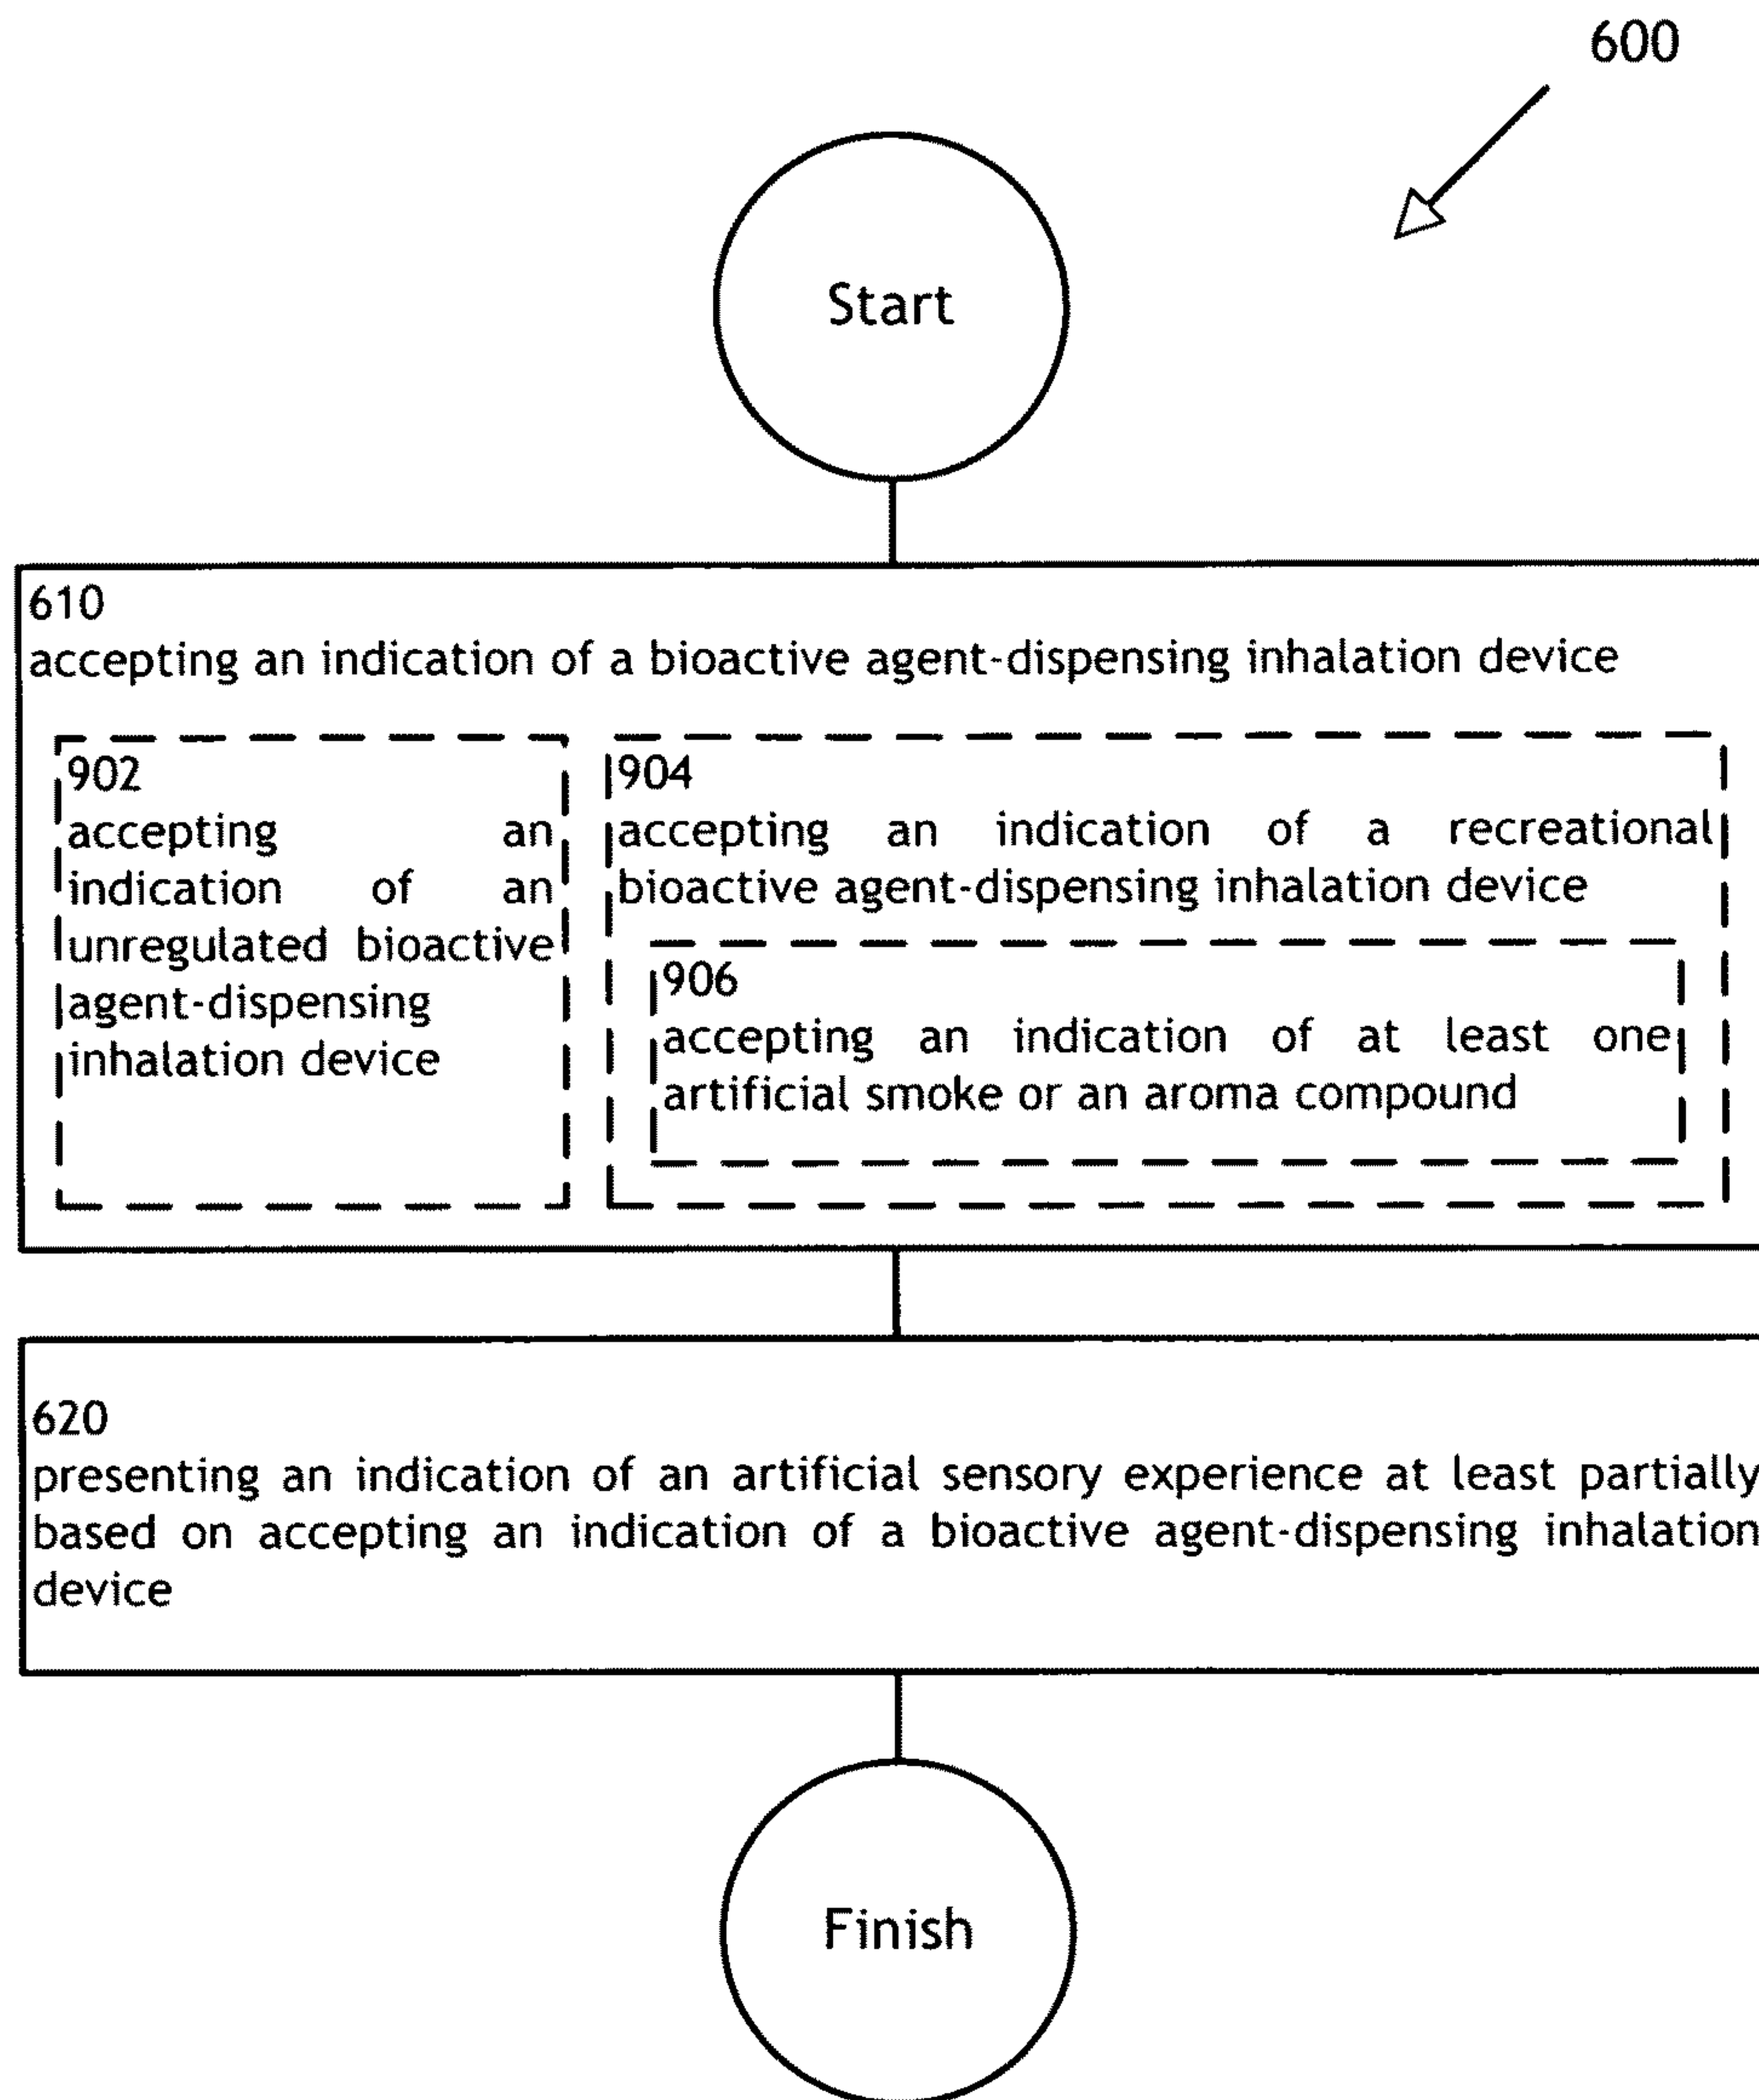 600
Start
610
accepting an indication of a bioactive agent-dispensing inhalation device
902
accepting an
indication of an
unregulated bioactive
agent-dispensing
inhalation device
904
accepting an indication of a recreational
bioactive agent-dispensing inhalation device
906
accepting an indication of at least one
artificial smoke or an aroma compound
620
presenting an indication of an artificial sensory experience at least partially
based on accepting an indication of a bioactive agent-dispensing inhalation
device
Finish